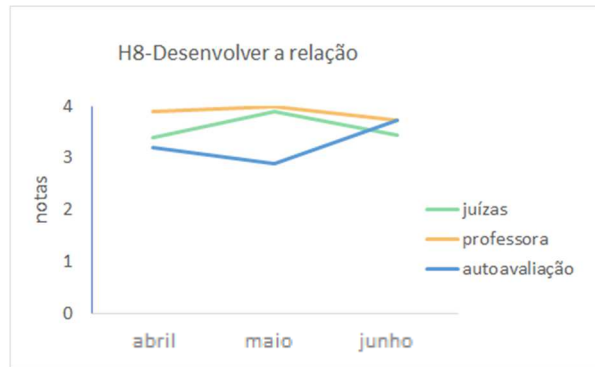 H8-Desenvolver a relação
4
3
2
1
0
notas
abril maio junho
juízas
professora
autoavaliação